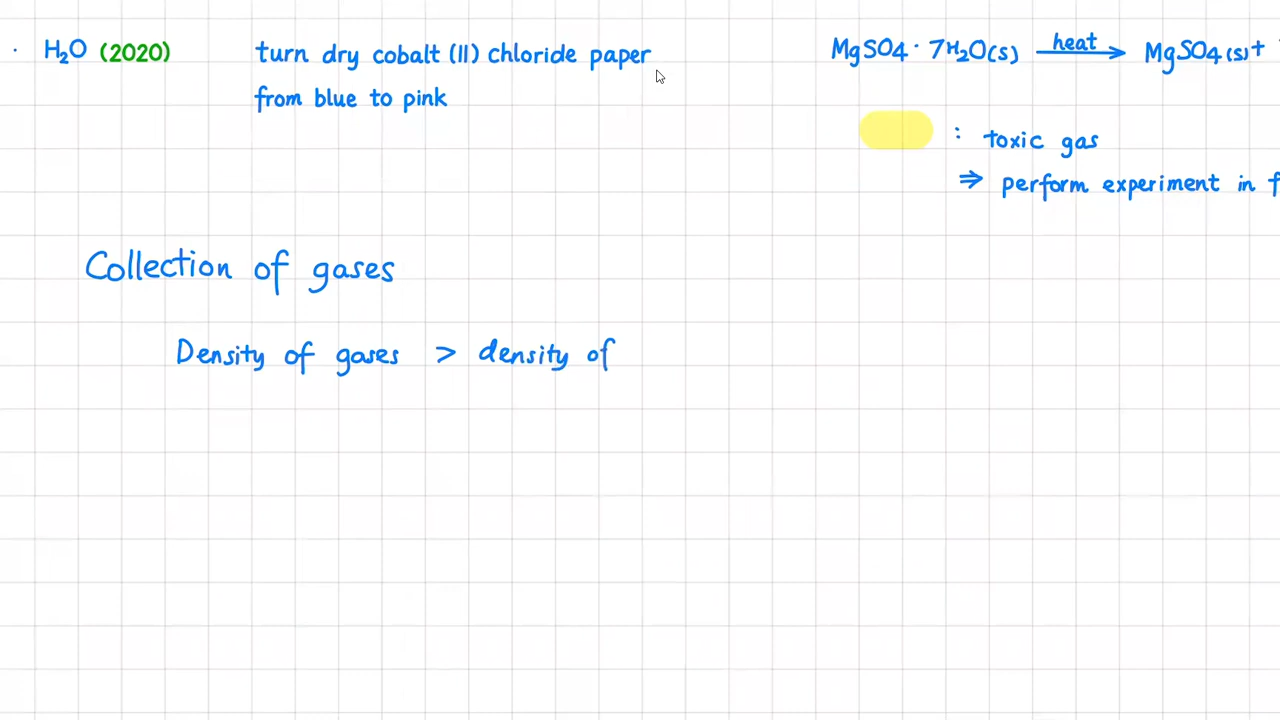 · H₂O (2020) turn dry cobalt (II) chloride paper
from blue to pink
MgSO₄ · 7H₂O(s) heat → MgSO₄(s) +
: toxic gas
⇒ perform experiment in f
Collection of gases
Density of gases > density of